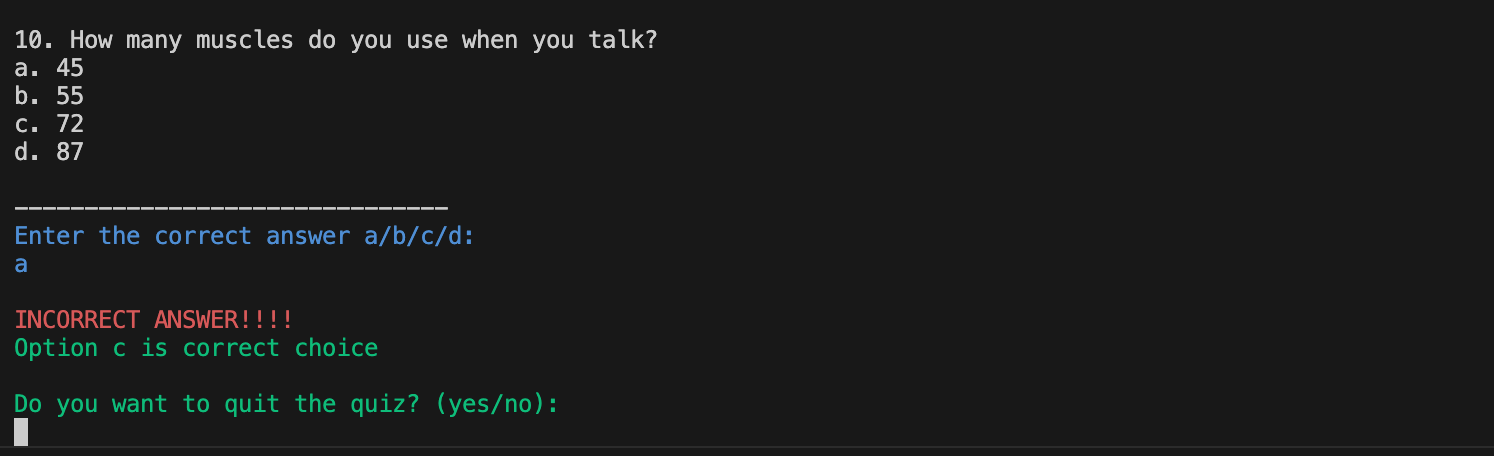 10. How many muscles do you use when you talk?
a. 45
b. 55
c. 72
d. 87
_______________________________
Enter the correct answer a/b/c/d:
a
INCORRECT ANSWER!!!!
Option c is correct choice
Do you want to quit the quiz? (yes/no):